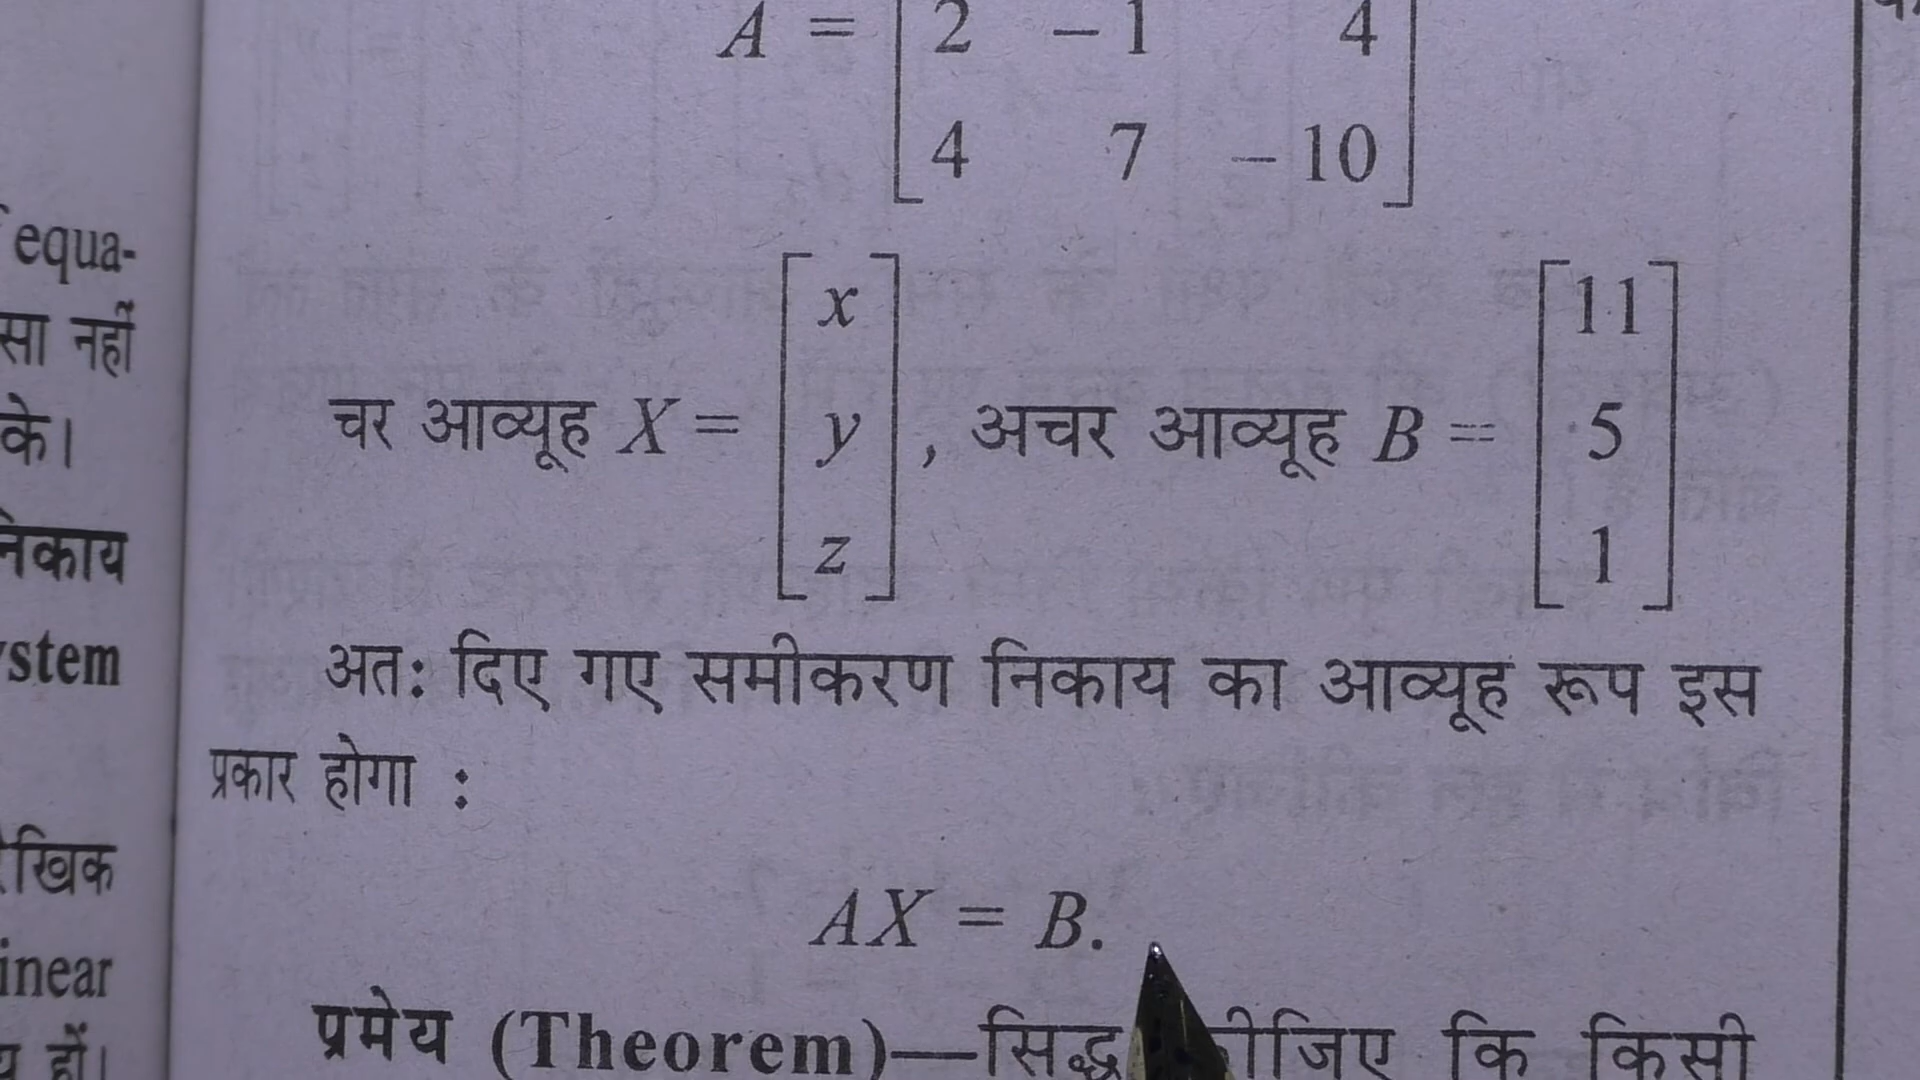 A = [ 2 – 1 4
4 7 – 10 ]
equa-
सा नहीं
के।
निकाय
stem
inear
चर आव्यूह X = [ x y z ] , अचर आव्यूह B = [ 11 5 1 ]
अत: दिए गए समीकरण निकाय का आव्यूह रूप इस
प्रकार होगा :
AX = B.
प्रमेय (Theorem)—सिद्ध कि किसी